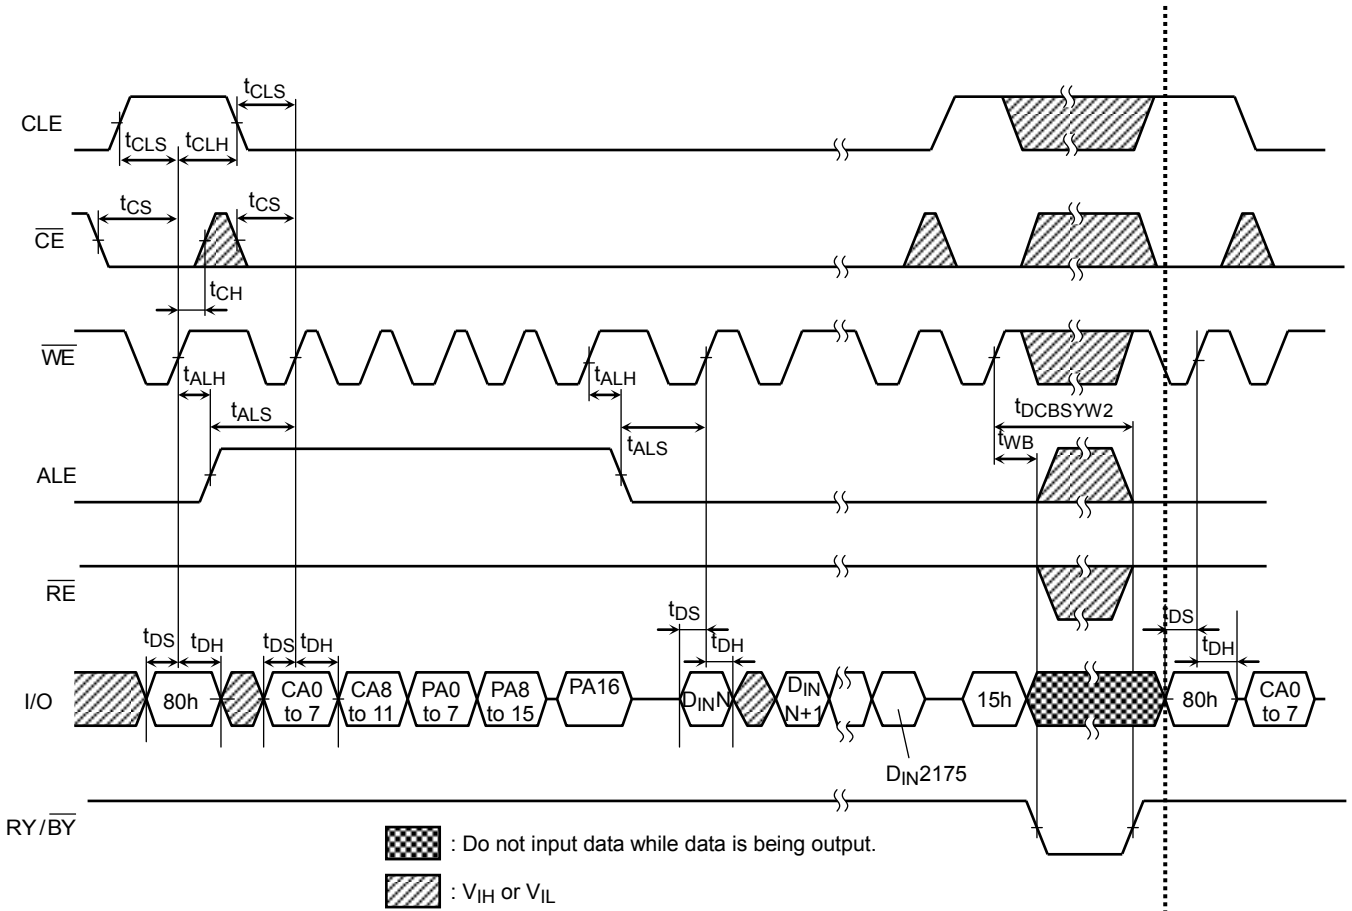 tCLS
CLE
tCLS
tCLH
tCS
tCS
CE
tCH
WE
tALH
tALH
tALS
tDCBSYW2
tALS
tWB
ALE
RE
tDS
tDH
tDS
tDH
tDS
tDH
tDS
tDH
I/O
80h
CA0
to 7
CA8
to 11
PA0
to 7
PA8
to 15
PA16
DINN
DIN
N+1
15h
80h
CA0
to 7
DIN2175
RY/BY
: Do not input data while data is being output.
: VIH or VIL